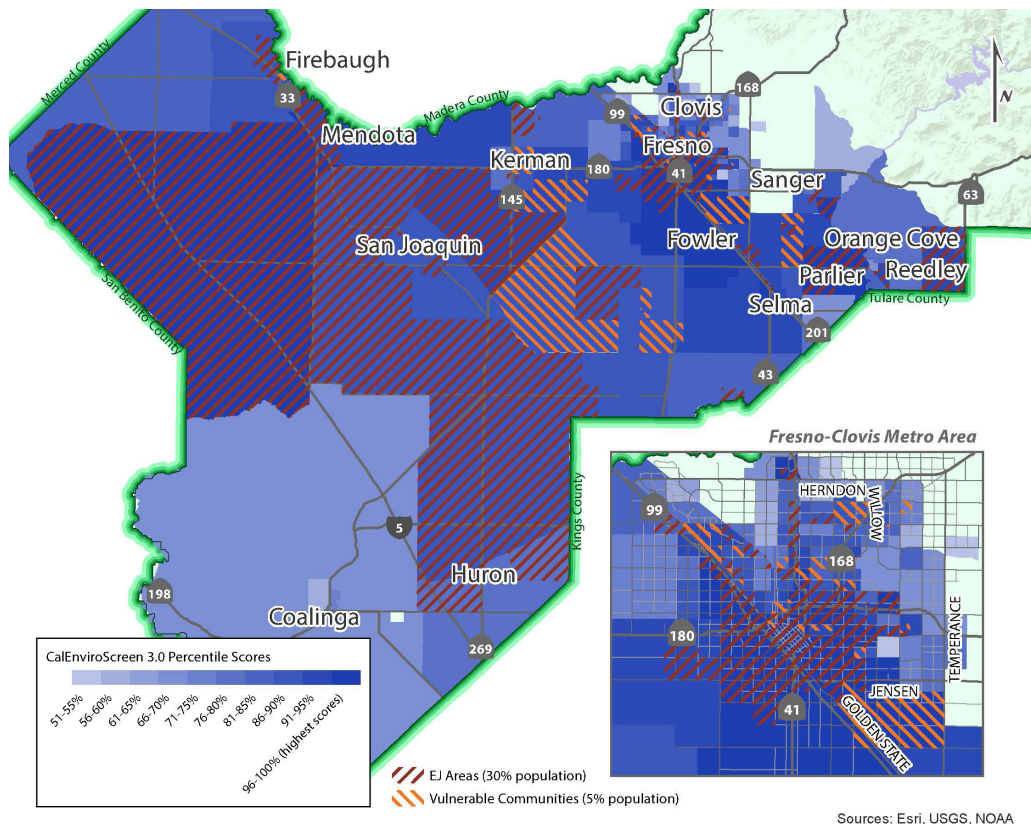 Merced County
Firebaugh
33
Madera County
Mendota
99
Clovis
168
N
Fresno
Kerman
180
41
Sanger
145
63
San Joaquin
Fowler
Orange Cove
Parlier
Reedley
San Benito County
Selma
Tulare County
201
43
Fresno-Clovis Metro Area
Kings County
5
Huron
198
Coalinga
269
HERNDON
WILLOW
99
168
TEMPERANCE
180
JENSEN
41
GOLDEN STATE
CalEnviroScreen 3.0 Percentile Scores
51-55%
56-60%
61-65%
66-70%
71-75%
76-80%
81-85%
86-90%
91-95%
96-100% (highest scores)
EJ Areas (30% population)
Vulnerable Communities (5% population)
Sources: Esri, USGS, NOAA